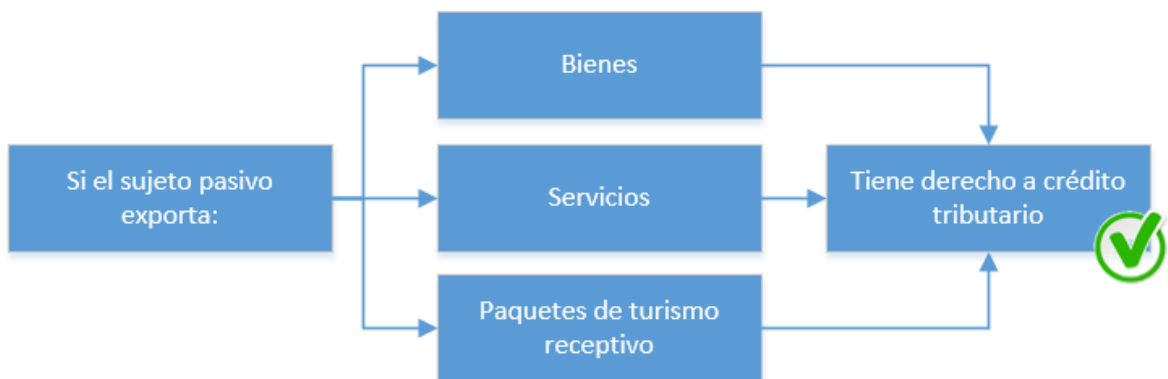 Si el sujeto pasivo
exporta:
Bienes
Servicios
Paquetes de turismo
receptivo
Tiene derecho a crédito
tributario